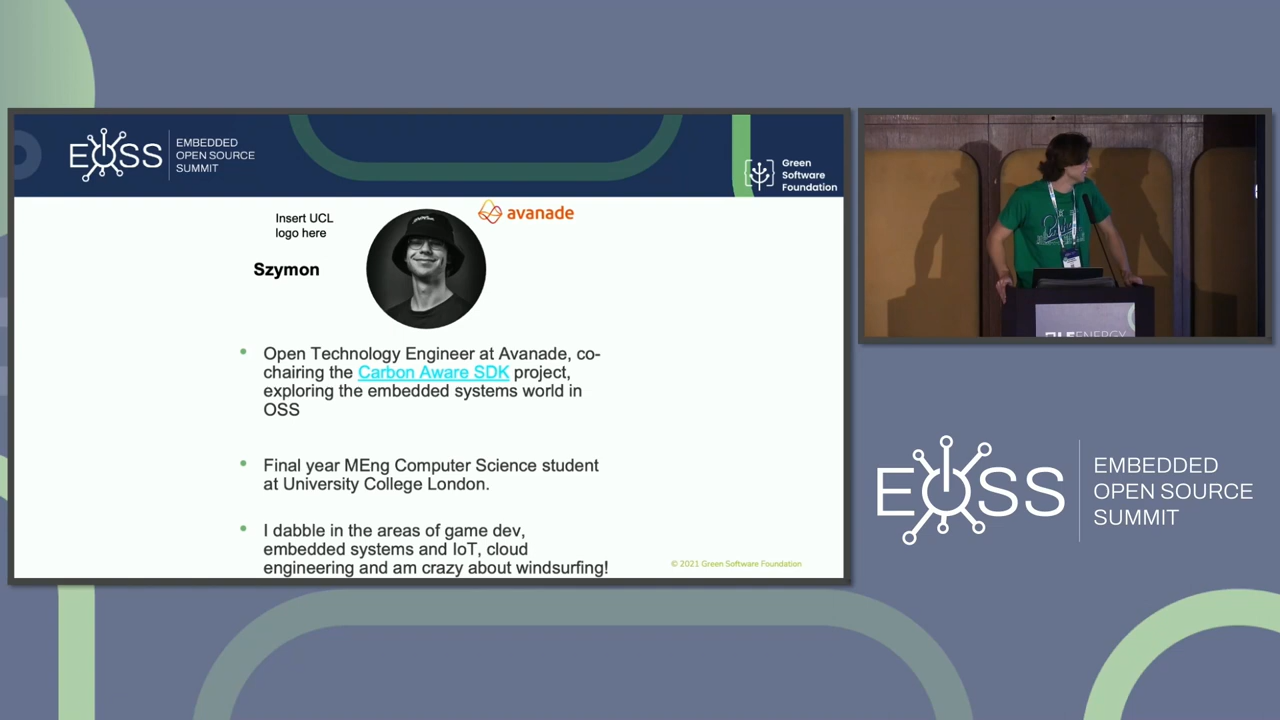 EOSS
EMBEDDED
OPEN SOURCE
SUMMIT
Green
Software
Foundation
Insert UCL
logo here
avanade
Szymon
Open Technology Engineer at Avanade, co-
chairing the Carbon Aware SDK project,
exploring the embedded systems world in
OSS
Final year MEng Computer Science student
at University College London.
I dabble in the areas of game dev,
embedded systems and IoT, cloud
engineering and am crazy about windsurfing!
© 2021 Green Software Foundation
EOSS
EMBEDDED
OPEN SOURCE
SUMMIT